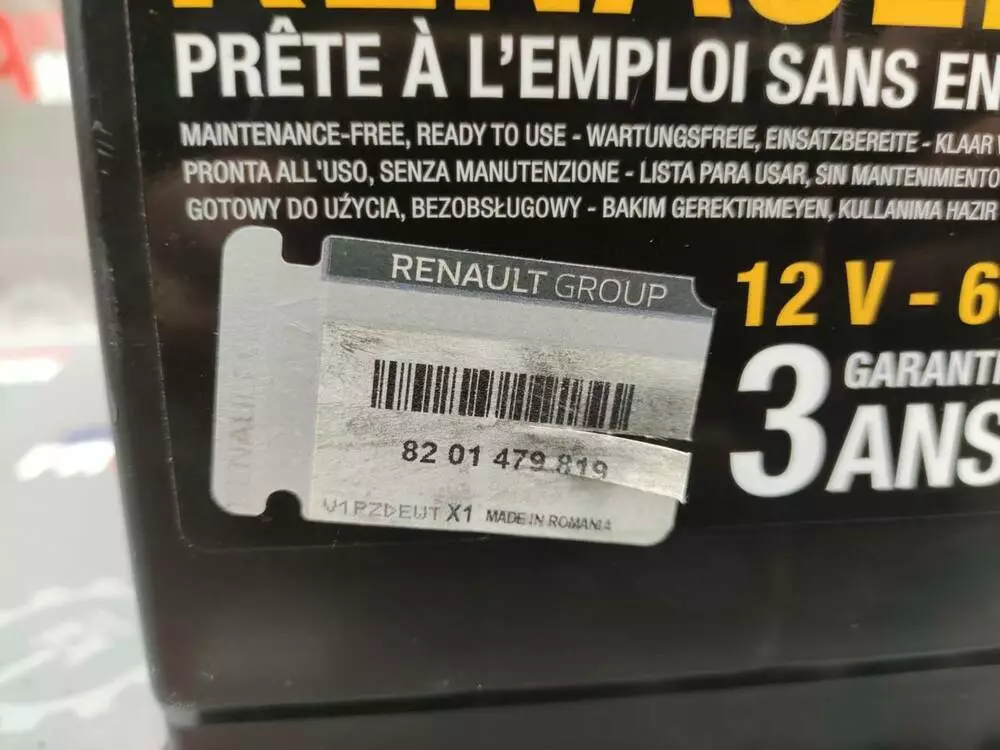 PRÊTE À L'EMPLOI SANS EN
MAINTENANCE-FREE, READY TO USE - WARTUNGSFREIE, EINSATZBEREITE - KLAAR
PRONTA ALL'USO, SENZA MANUTENZIONE - LISTA PARA USAR, SIN MANTENIMIENTO
GOTOWY DO UŻYCIA, BEZOBSŁUGOWY - BAKIM GEREKTIRMEYEN, KULLANIMA HAZIR
RENAULT GROUP
82 01 479 819
X1 MADE IN ROMANIA
12 V - 6
3 GARANTI
ANS